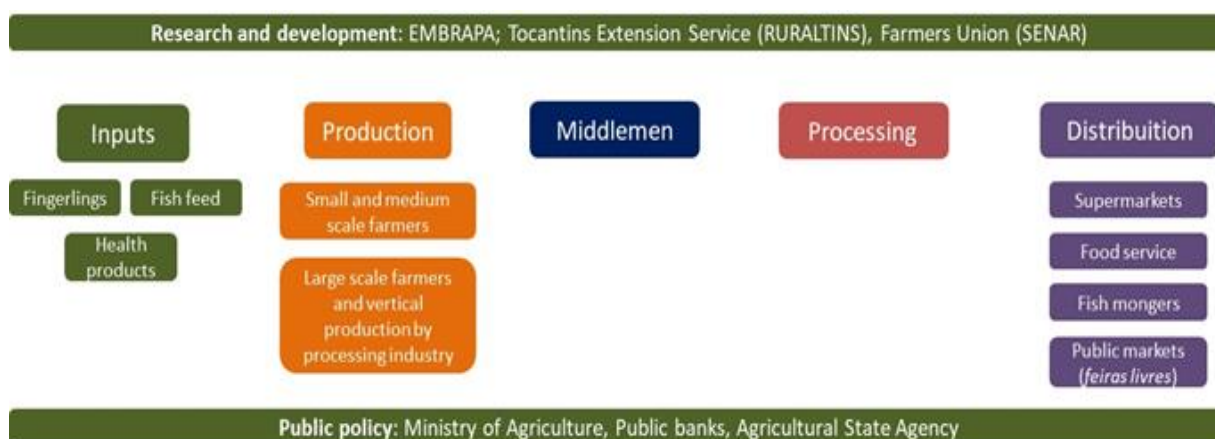 Research and development: EMBRAPA; Tocantins Extension Service (RURALTINS), Farmers Union (SENAR)
Inputs
Production
Middlemen
Processing
Distribuition
Fingerlings
Fish feed
Health
products
Small and medium
scale farmers
Large scale farmers
and vertical
production by
processing industry
Supermarkets
Food service
Fish mongers
Public markets
(feiras livres)
Public policy: Ministry of Agriculture, Public banks, Agricultural State Agency